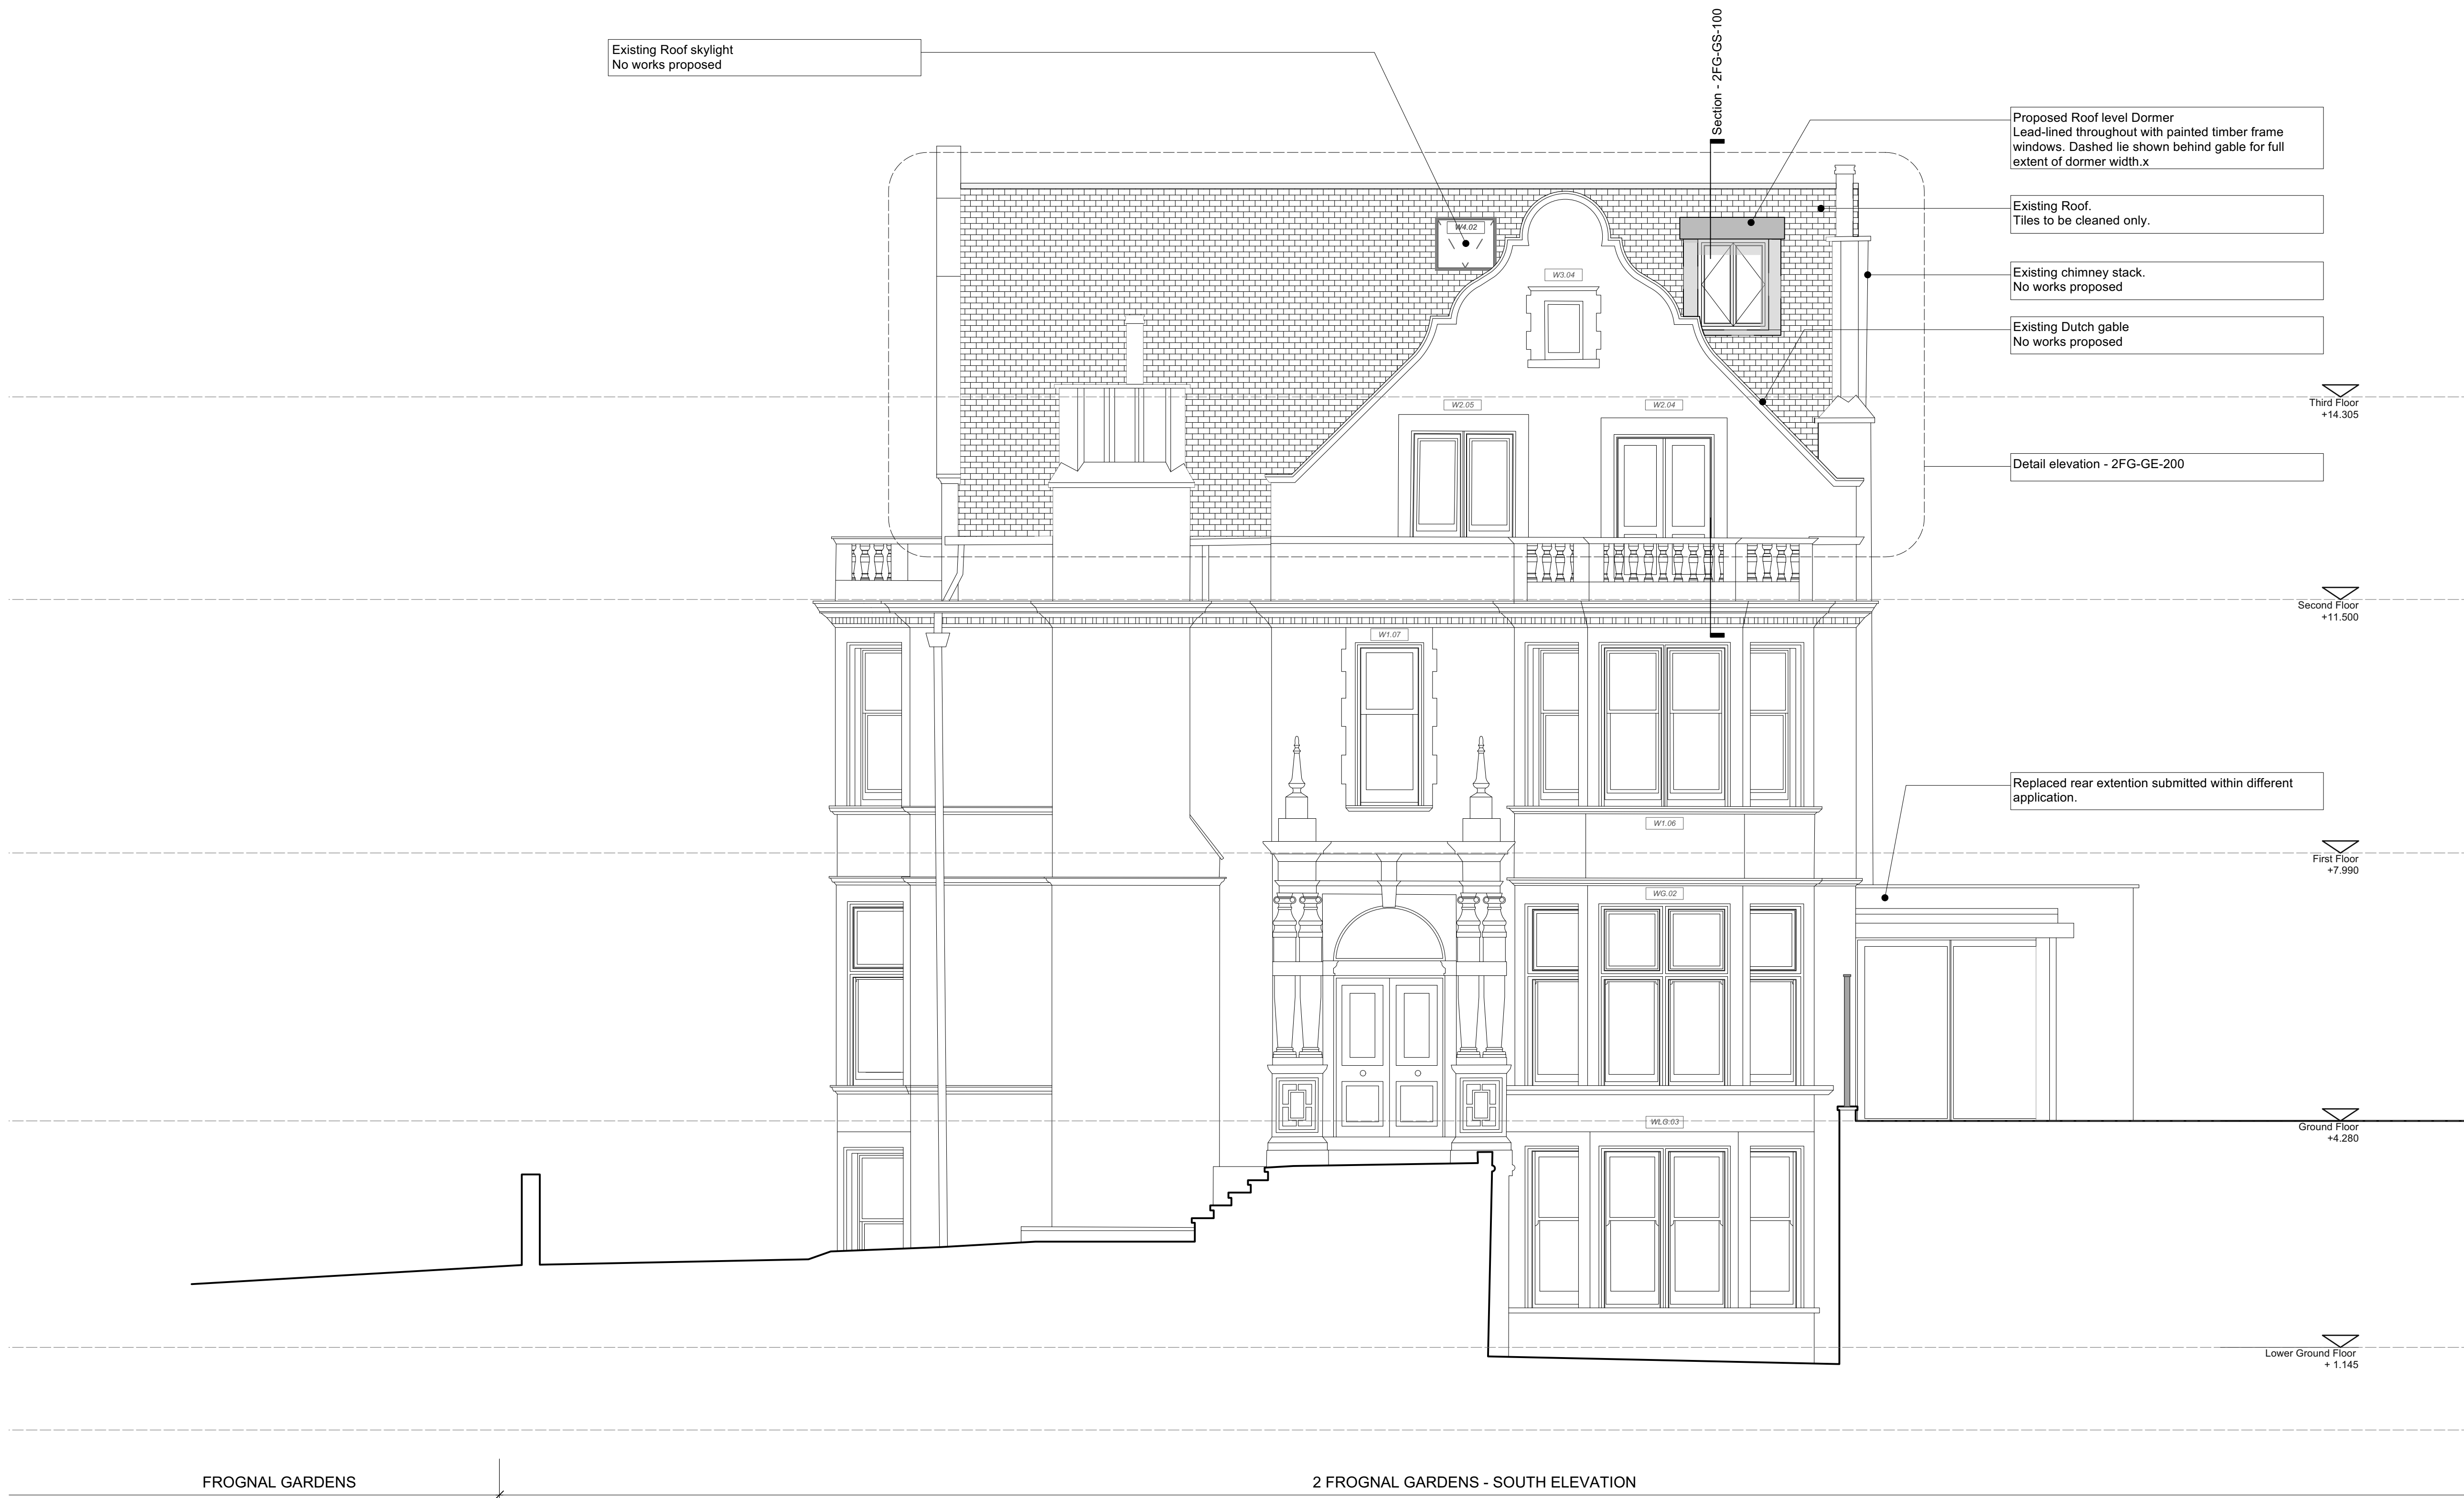 Section - 2FG-GS-100
Existing Roof skylight
No works proposed
Proposed Roof level Dormer
Lead-lined throughout with painted timber frame
windows. Dashed lie shown behind gable for full
extent of dormer width.x
Existing Roof.
Tiles to be cleaned only.
W4.02
Existing chimney stack.
No works proposed
W3.04
Existing Dutch gable
No works proposed
W2.05
W2.04
Third Floor
+14.305
Detail elevation - 2FG-GE-200
Second Floor
+11.500
W1.07
Replaced rear extention submitted within different
application.
W1.06
First Floor
+7.990
WG.02
WLG.03
Ground Floor
+4.280
Lower Ground Floor
+ 1.145
FROGNAL GARDENS
2 FROGNAL GARDENS - SOUTH ELEVATION